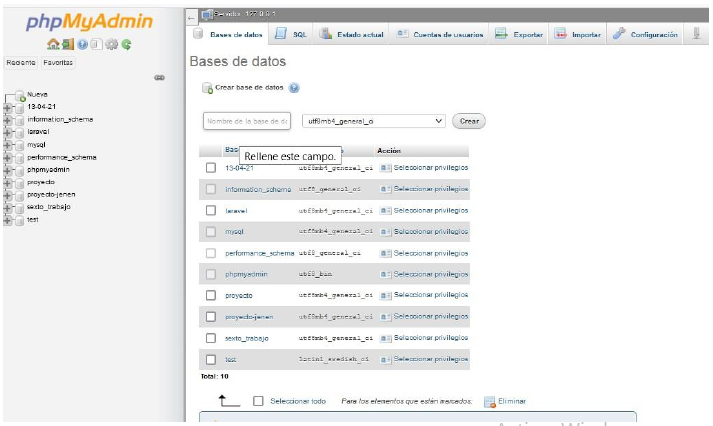 phpMyAdmin
Servidor: 127.0.0.1
Bases de datos SQL Estado actual Cuentas de usuarios Exportar Importar Configuración
Reciente Favoritas
Nueva
13-04-21
information_schema
laravel
mysql
performance_schema
phpmyadmin
proyecto
proyecto-jenen
sexto_trabajo
test
Bases de datos
Crear base de datos
Nombre de la base de da
utf8mb4_general_ci
Crear
Bas
Acción
Rellene este campo.
13-04-21 utf8mb4_general_ci Seleccionar privilegios
information_schema utf8_general_ci Seleccionar privilegios
laravel utf8mb4_general_ci Seleccionar privilegios
mysql utf8mb4_general_ci Seleccionar privilegios
performance_schema utf8_general_ci Seleccionar privilegios
phpmyadmin utf8_bin Seleccionar privilegios
proyecto utf8mb4_general_ci Seleccionar privilegios
proyecto-jenen utf8mb4_general_ci Seleccionar privilegios
sexto_trabajo utf8mb4_general_ci Seleccionar privilegios
test latin1_swedish_ci Seleccionar privilegios
Total: 10
Seleccionar todo Para los elementos que están marcados: Eliminar